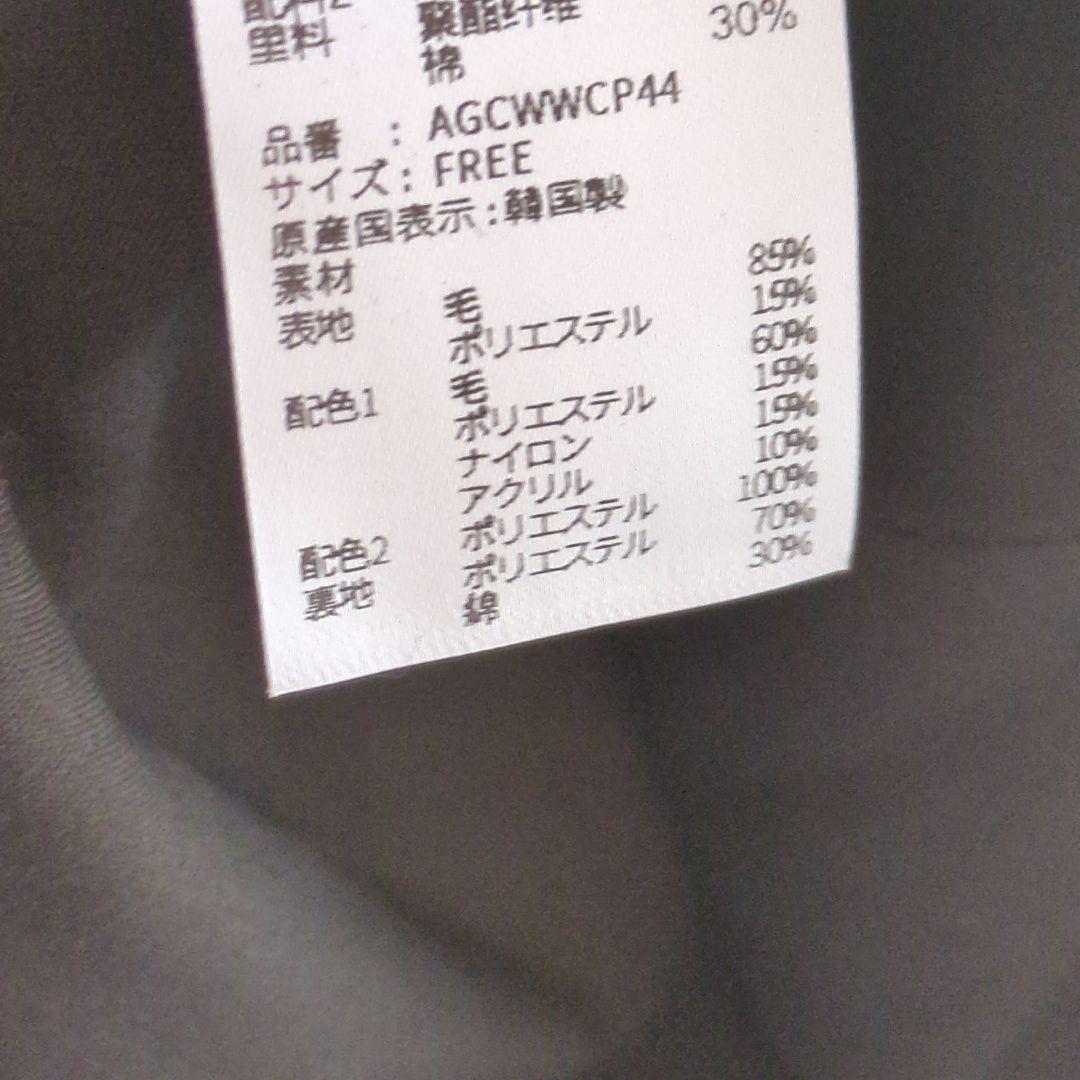 配料2 聚酯纤维
里料 棉 30%
品番 : AGCWWCP44
サイズ : FREE
原産国表示 : 韓国製
素材
表地 毛 85%
ポリエステル 15%
配色1 毛 60%
ポリエステル 15%
ナイロン 15%
アクリル 10%
配色2 ポリエステル 100%
裏地 ポリエステル 70%
綿 30%